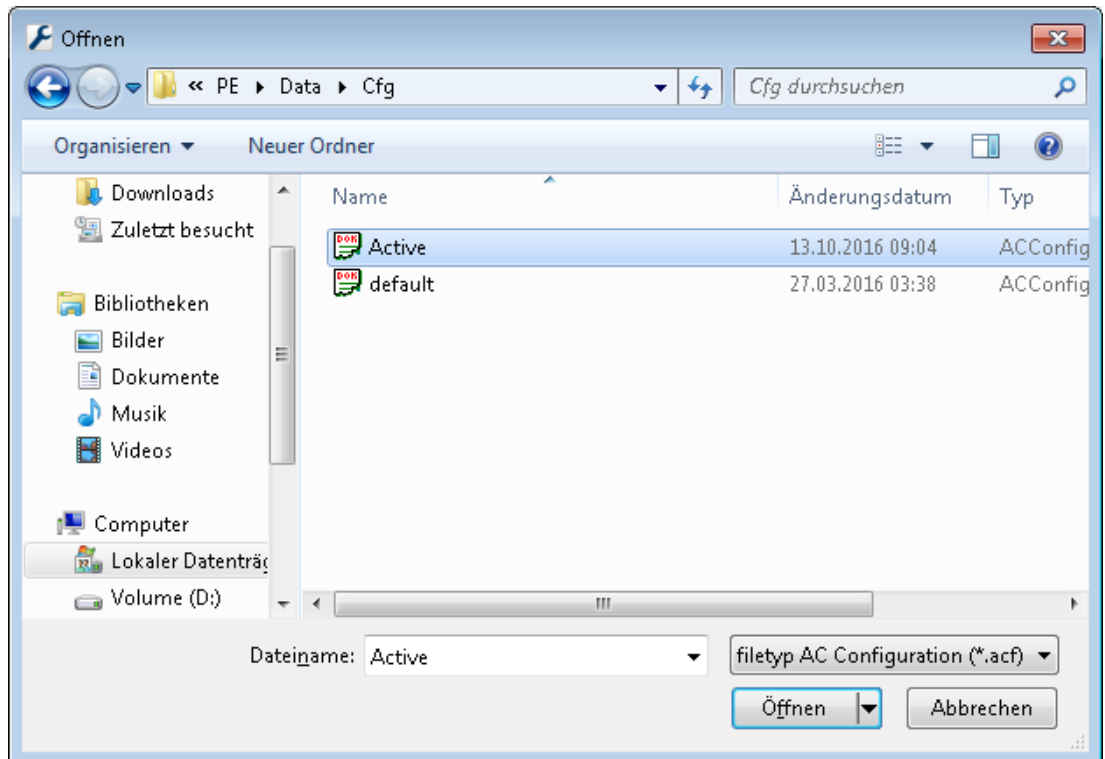 Öffnen
« PE ▸ Data ▸ Cfg
Cfg durchsuchen
Organisieren
Neuer Ordner
Downloads
Zuletzt besucht
Bibliotheken
Bilder
Dokumente
Musik
Videos
Computer
Lokaler Datenträg
Volume (D:)
Name Änderungsdatum Typ
Active 13.10.2016 09:04 ACConfig
default 27.03.2016 03:38 ACConfig
Dateiname: Active
filetyp AC Configuration (*.acf)
Öffnen
Abbrechen